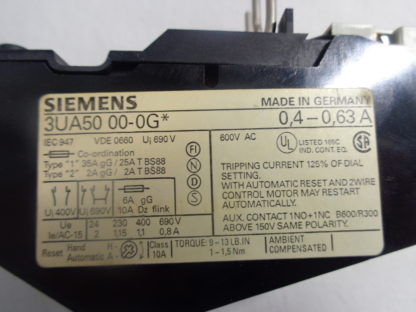 SIEMENS MADE IN GERMANY
3UA50 00-0G* 0,4-0,63 A
IEC 947 VDE 0660 Ui 690 V
Co-ordination
Type "1" 35A gG/25A T BS88
Type "2" 2A gG/2A T BS88
FI N D S
600V AC UL LISTED 165C
IND. CONT. EQ. SA
TRIPPING CURRENT 125% OF DIAL
SETTING.
WITH AUTOMATIC RESET AND 2WIRE
CONTROL MOTOR MAY RESTART
AUTOMATICALLY.
AUX. CONTACT 1NO+1NC B600/R300
ABOVE 150V SAME POLARITY.
6A gG
Ui 400V Ui 690V 10A Dz flink
Ue 24 230 400 690 V
Ie/AC-15 2 1,15 1,1 0,8 A
Reset Hand H
Automatic A
Class
10A
TORQUE: 9-13 LB.IN
1-1,5 Nm
AMBIENT
COMPENSATED